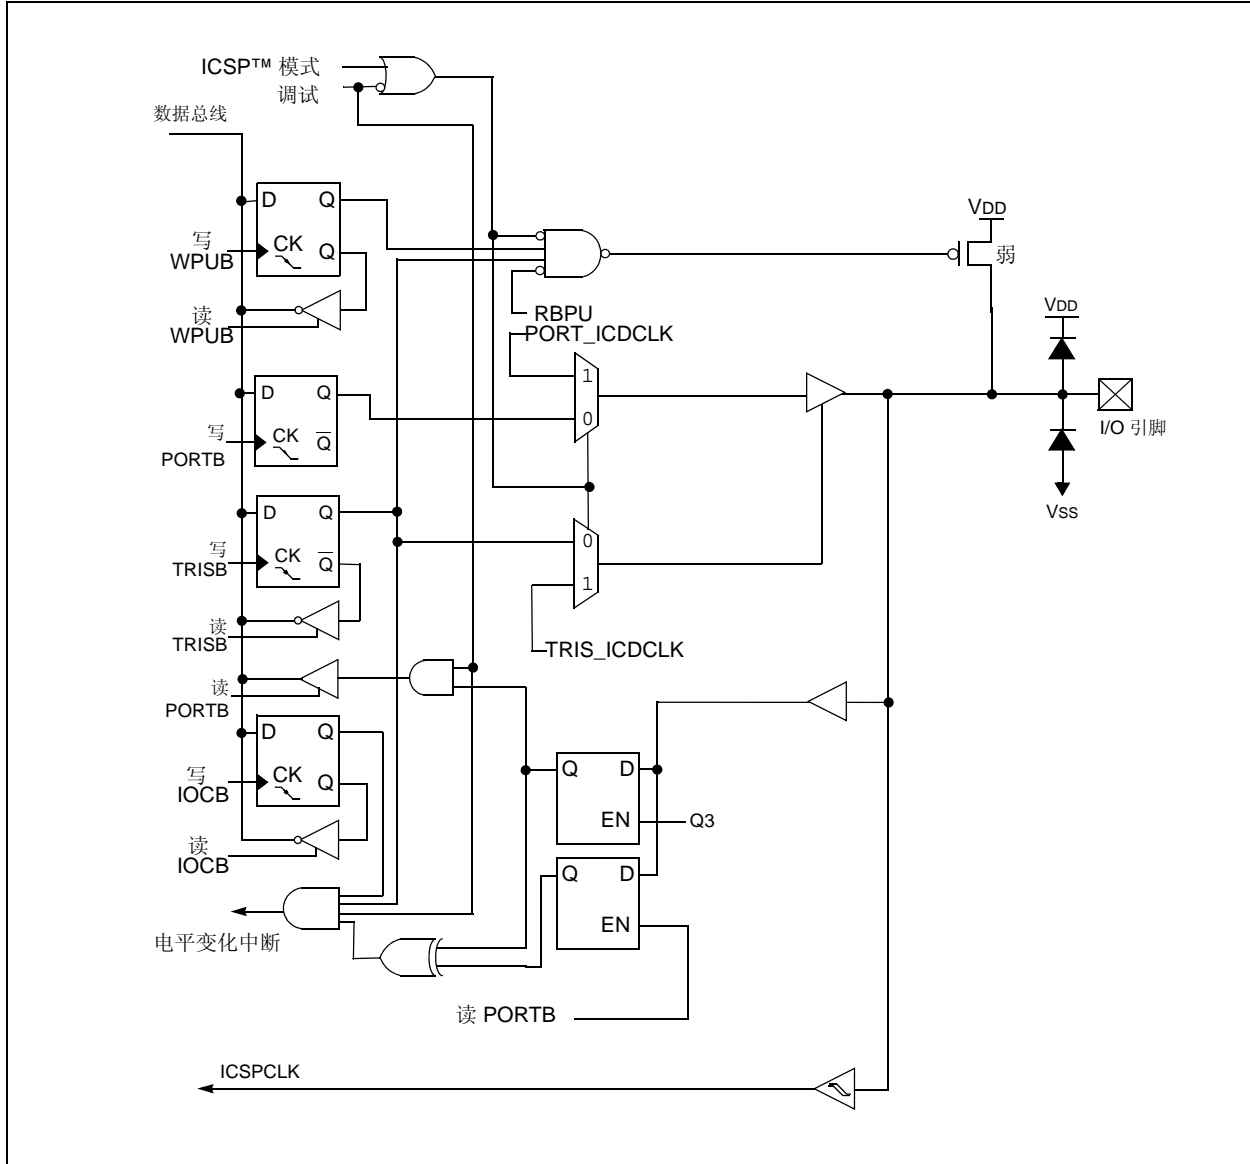 ICSP™ 模式
调试
数据总线
D Q
写
WPUB
CK
Q
读
WPUB
RBPU
PORT_ICDCLK
VDD
弱
VDD
I/O 引脚
VSS
1
0
D Q
写
PORTB
CK
Q
D Q
写
TRISB
CK
Q
0
1
读
TRISB
TRIS_ICDCLK
读
PORTB
D Q
写
IOCB
CK
Q
读
IOCB
Q D
EN
Q3
Q D
EN
电平变化中断
读 PORTB
ICSPCLK